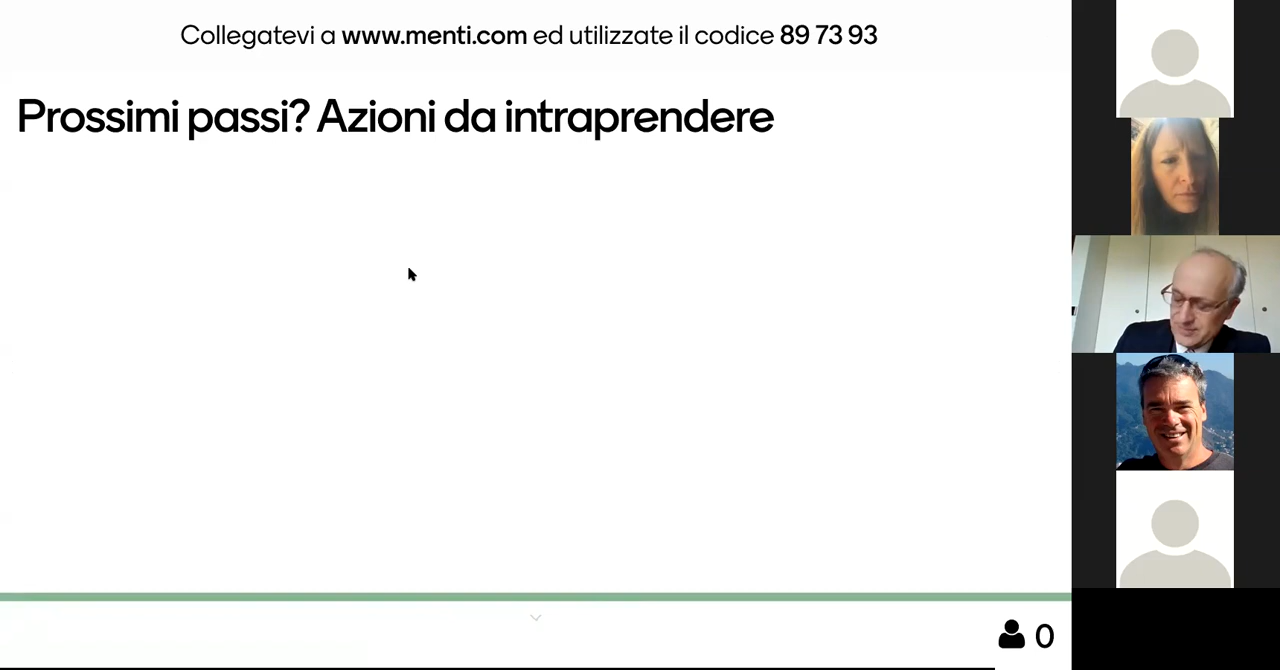 Collegatevi a www.menti.com ed utilizzate il codice 89 73 93
Prossimi passi? Azioni da intraprendere
0